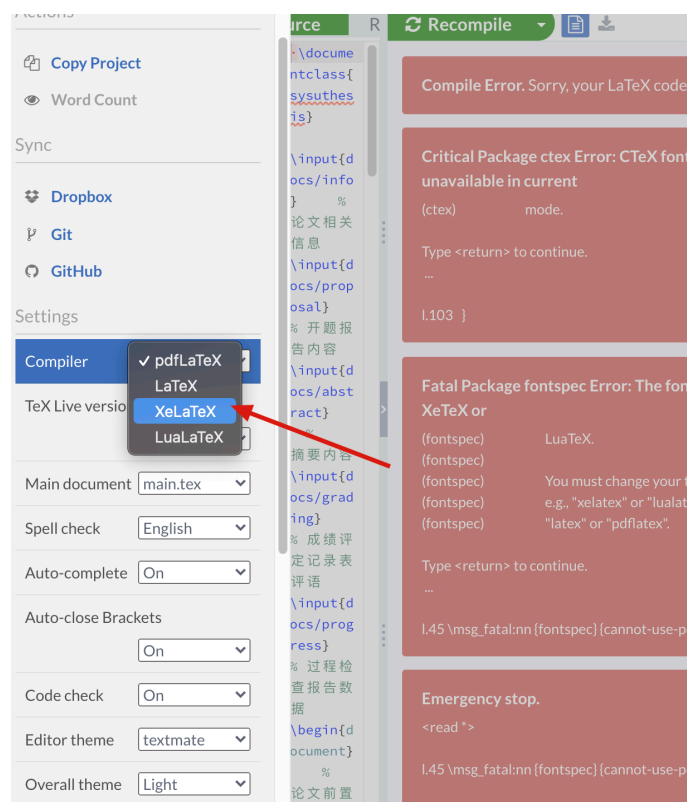 Actions
Copy Project
Word Count
Sync
Dropbox
Git
GitHub
Settings
Compiler
✓ pdfLaTeX
LaTeX
XeLaTeX
LuaLaTeX
TeX Live versio
Main document main.tex
Spell check English
Auto-complete On
Auto-close Brackets
On
Code check On
Editor theme textmate
Overall theme Light
urce R
\docume
ntclass{
sysuthes
is}
\input{d
ocs/info
} %
论文相关
信息
\input{d
ocs/prop
osal}
% 开题报
告内容
\input{d
ocs/abst
ract}
%
摘要内容
\input{d
ocs/grad
ing}
% 成绩评
定记录表
评语
\input{d
ocs/prog
ress}
% 过程检
查报告数
据
\begin{d
ocument}
%
论文前置
Recompile
Compile Error. Sorry, your LaTeX code
Critical Package ctex Error: CTeX font
unavailable in current
(ctex) mode.
Type <return> to continue.
...
l.103 }
Fatal Package fontspec Error: The fon
XeTeX or
(fontspec) LuaTeX.
(fontspec)
(fontspec) You must change your t
(fontspec) e.g., "xelatex" or "lualat
(fontspec) "latex" or "pdflatex".
Type <return> to continue.
...
l.45 \msg_fatal:nn {fontspec} {cannot-use-p
Emergency stop.
<read *>
l.45 \msg_fatal:nn {fontspec} {cannot-use-p